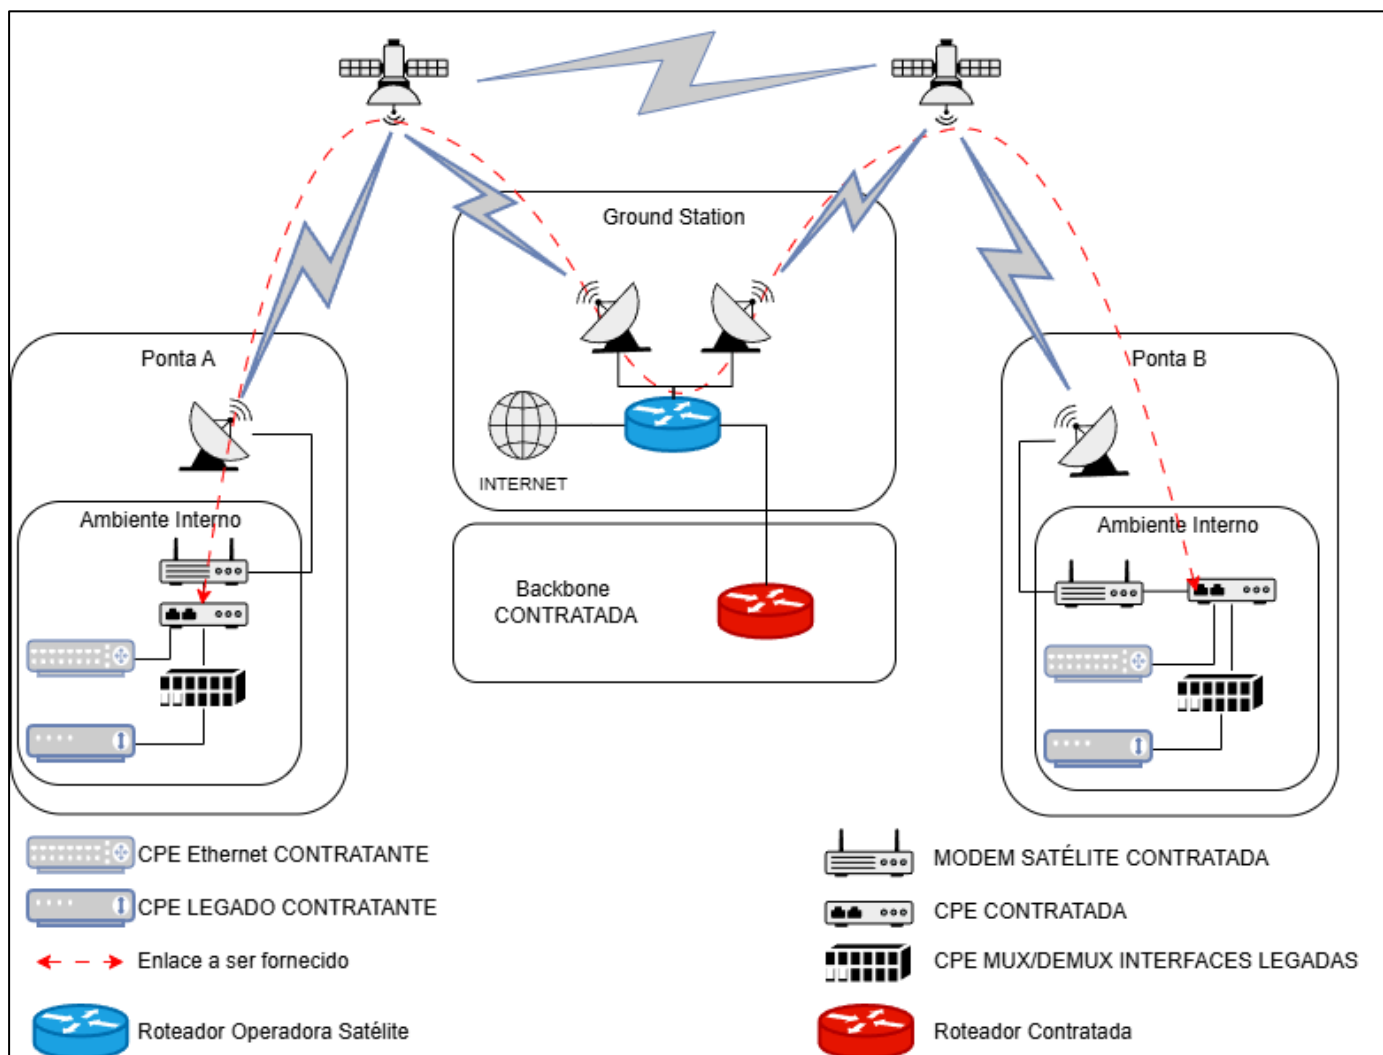 Ground Station
Ponta A
Ponta B
INTERNET
Ambiente Interno
Ambiente Interno
Backbone
CONTRATADA
CPE Ethernet CONTRATANTE
CPE LEGADO CONTRATANTE
Enlace a ser fornecido
Roteador Operadora Satélite
MODEM SATÉLITE CONTRATADA
CPE CONTRATADA
CPE MUX/DEMUX INTERFACES LEGADAS
Roteador Contratada